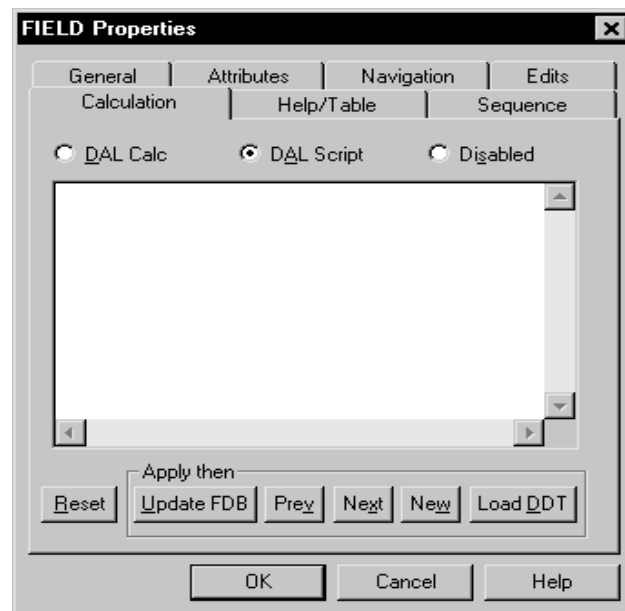 FIELD Properties
General Attributes Navigation Edits
Calculation Help/Table Sequence
DAL Calc DAL Script Disabled
Apply then
Reset Update FDB Prev Next New Load DDT
OK Cancel Help